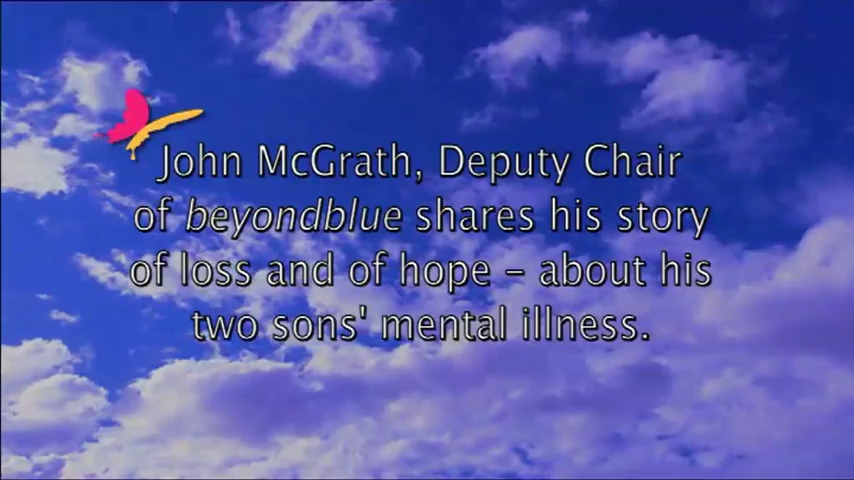 John McGrath, Deputy Chair
of beyondblue shares his story
of loss and of hope – about his
two sons' mental illness.